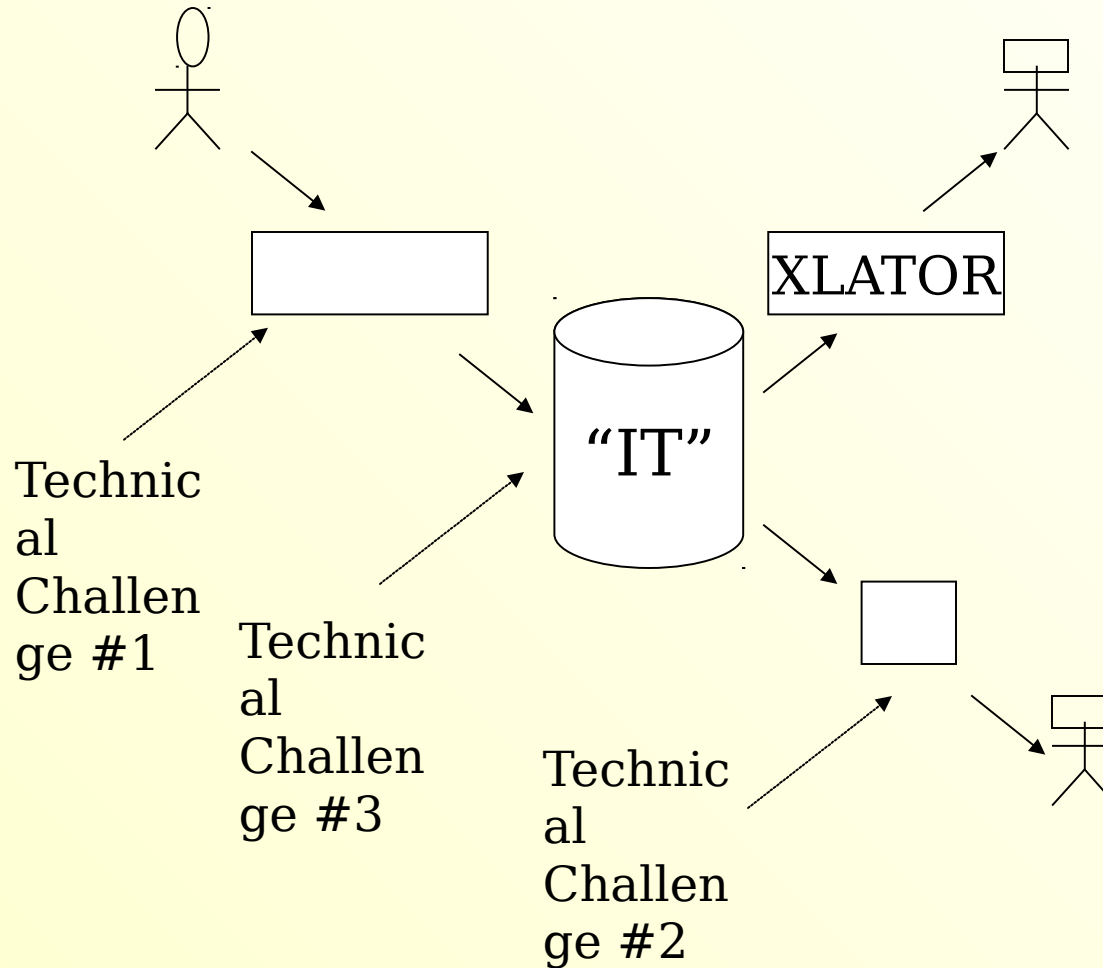 XLATOR
“IT”
Technic
al
Challen
ge #1
Technic
al
Challen
ge #3
Technic
al
Challen
ge #2